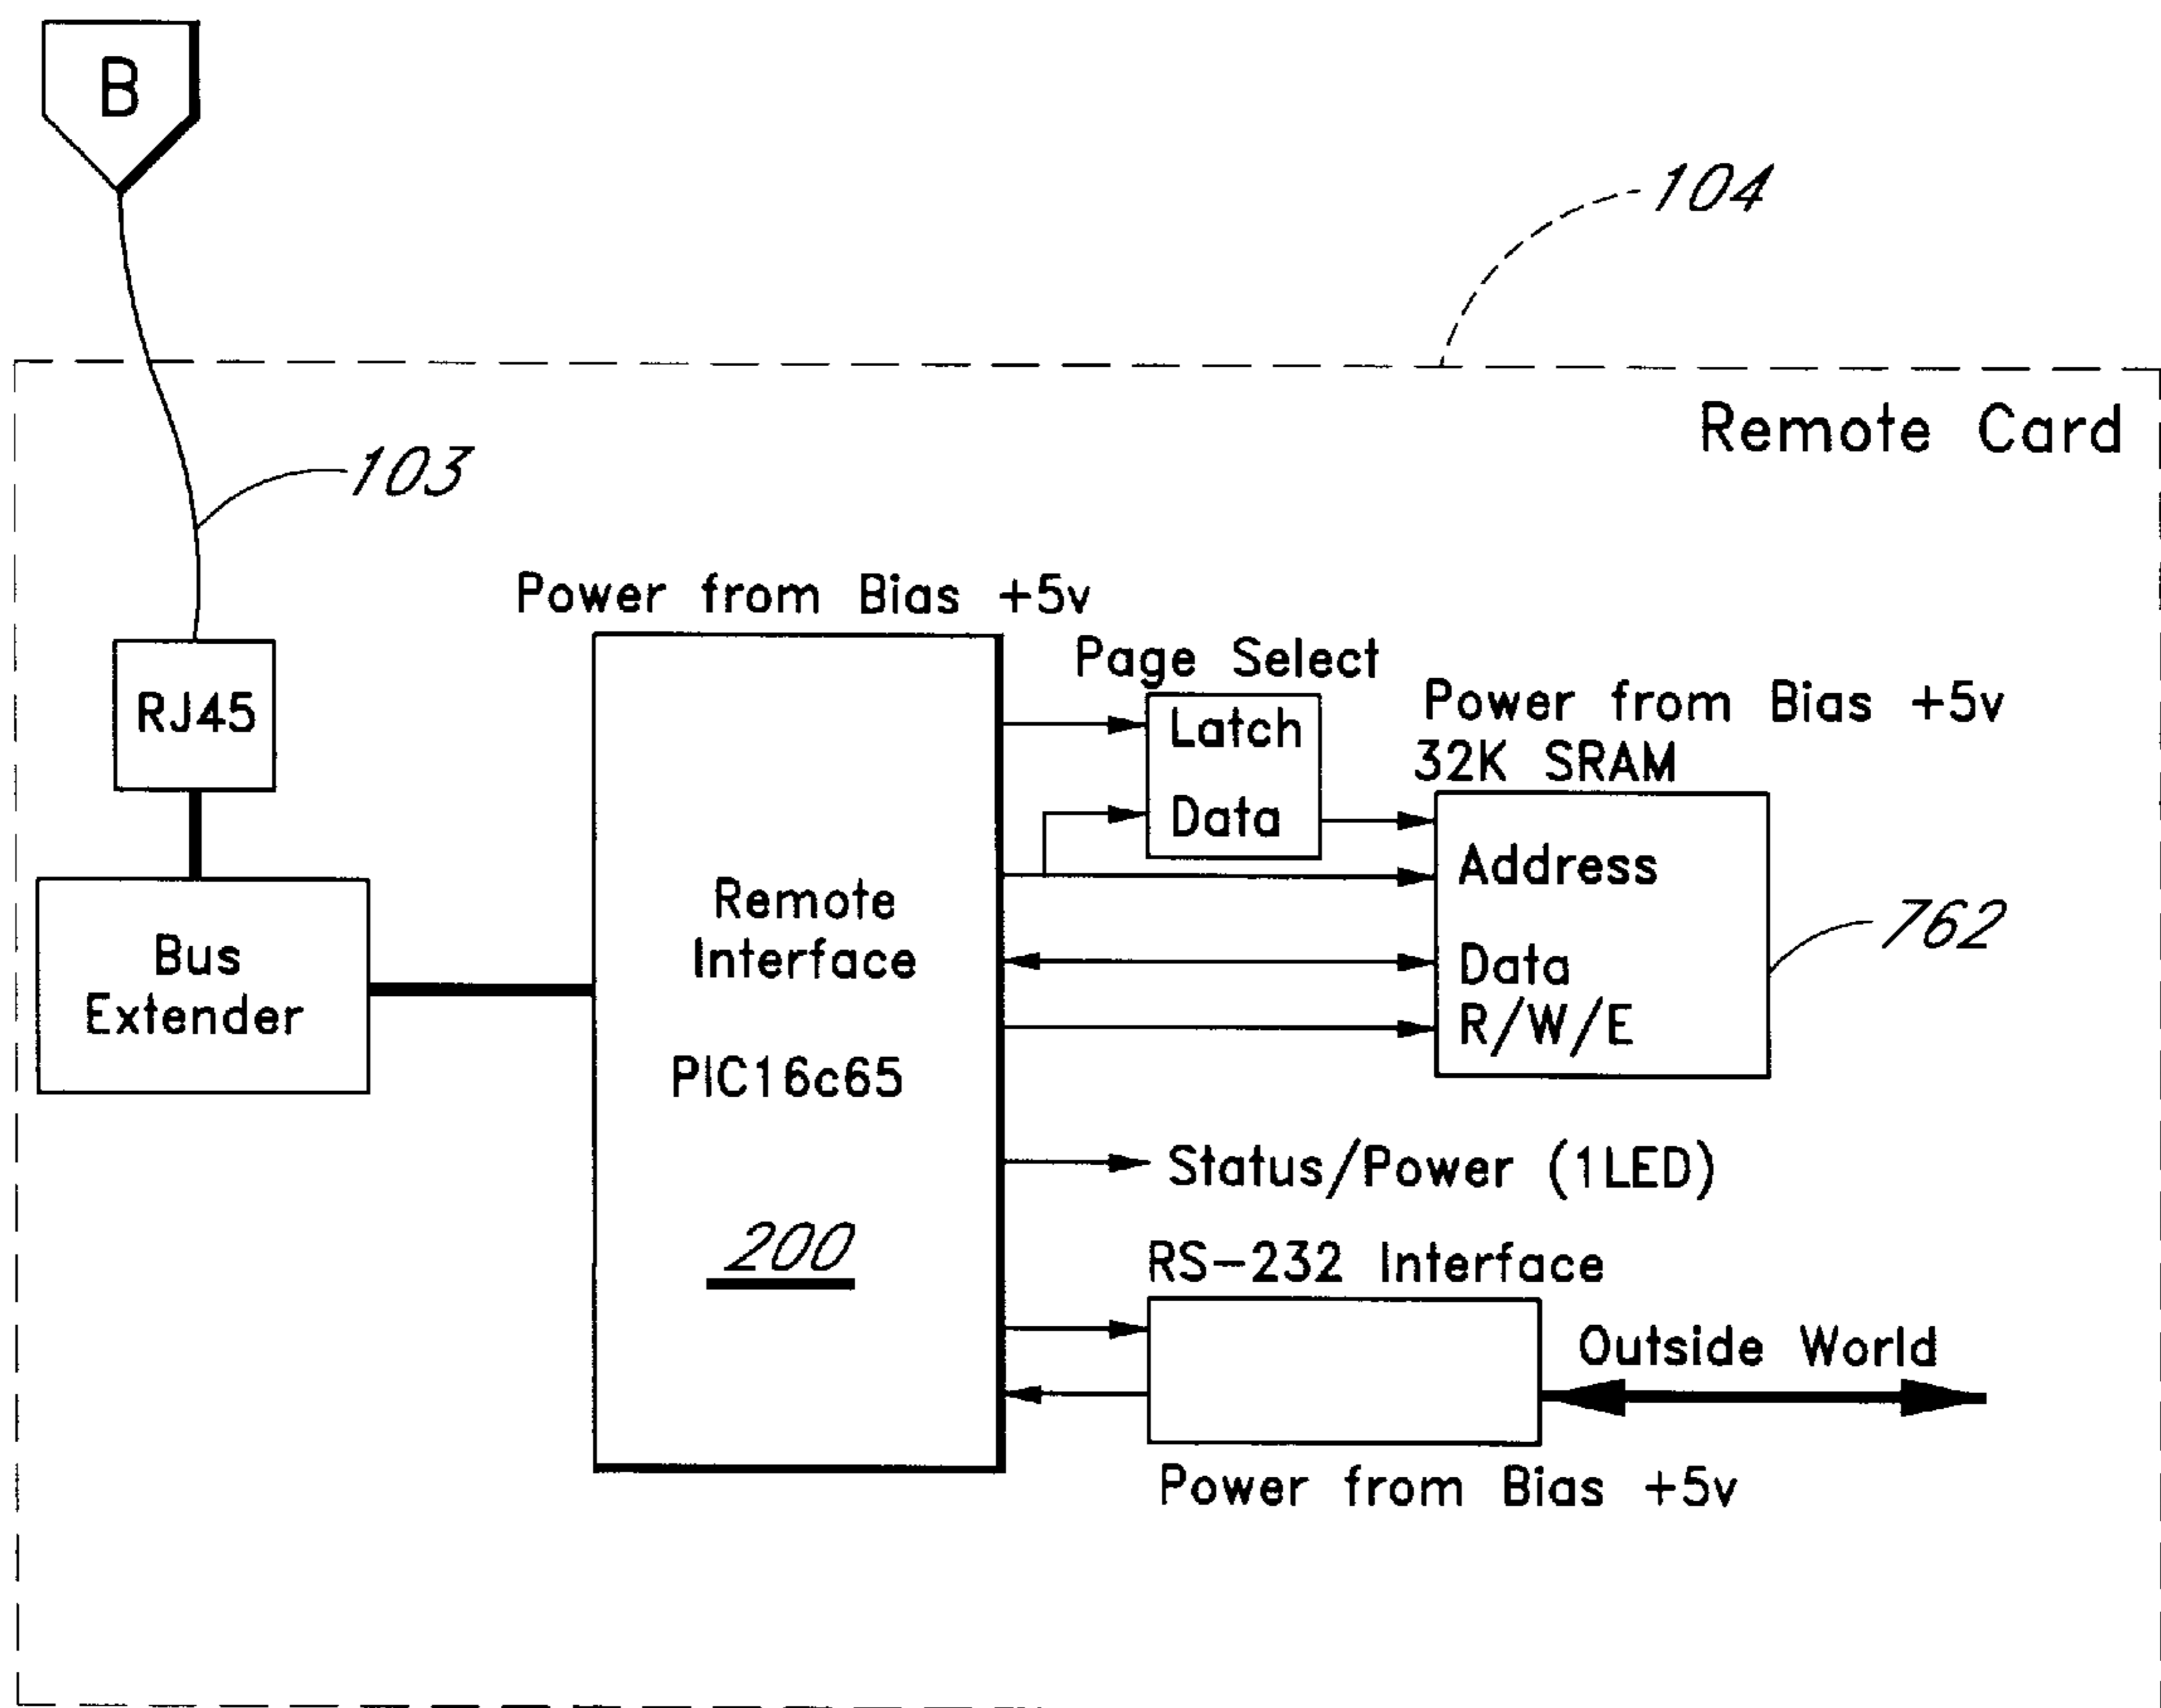 B
104
Remote Card
103
Power from Bias +5v
RJ45
Page Select
Latch
Data
Power from Bias +5v
32K SRAM
Address
Data
R/W/E
762
Bus
Extender
Remote
Interface
PIC16c65
200
Status/Power (1LED)
RS-232 Interface
Outside World
Power from Bias +5v